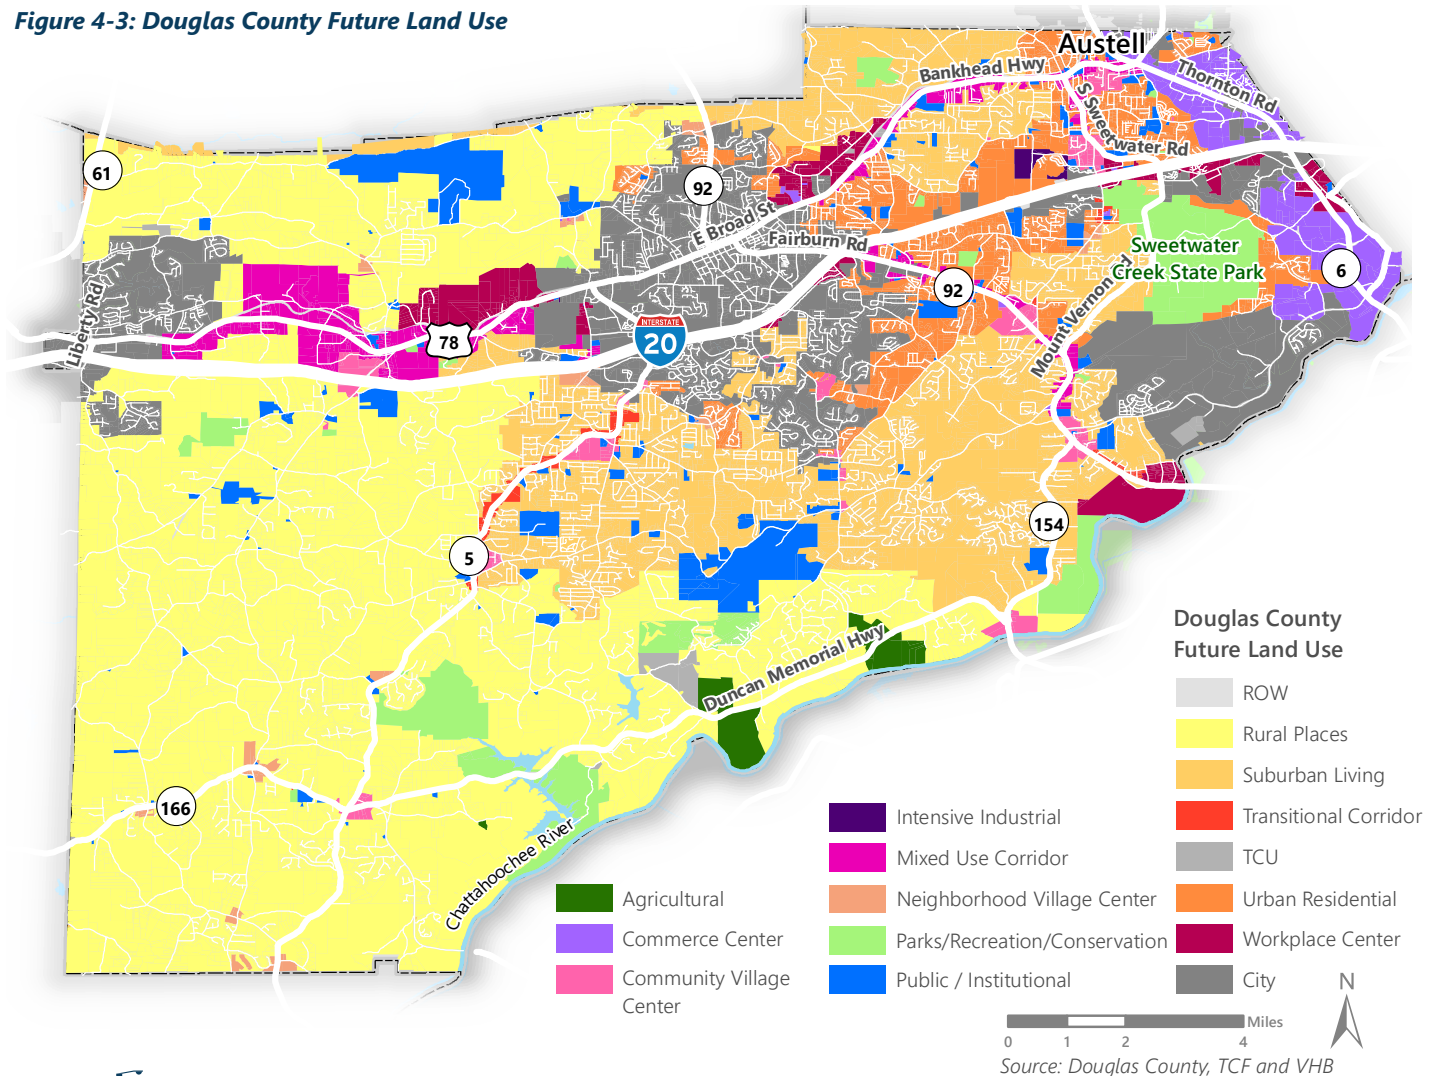 Figure 4-3: Douglas County Future Land Use
Austell
Bankhead Hwy
Thornton Rd
S Sweetwater Rd
61
92
E Broad St
Fairburn Rd
Sweetwater
Creek State Park
6
92
Liberty Rd
78
INTERSTATE
20
Mount Vernon Rd
5
154
Duncan Memorial Hwy
166
Chattahoochee River
Douglas County
Future Land Use
ROW
Rural Places
Suburban Living
Transitional Corridor
TCU
Urban Residential
Workplace Center
City
Intensive Industrial
Mixed Use Corridor
Neighborhood Village Center
Parks/Recreation/Conservation
Public / Institutional
Agricultural
Commerce Center
Community Village
Center
N
Miles
0 1 2 4
Source: Douglas County, TCF and VHB